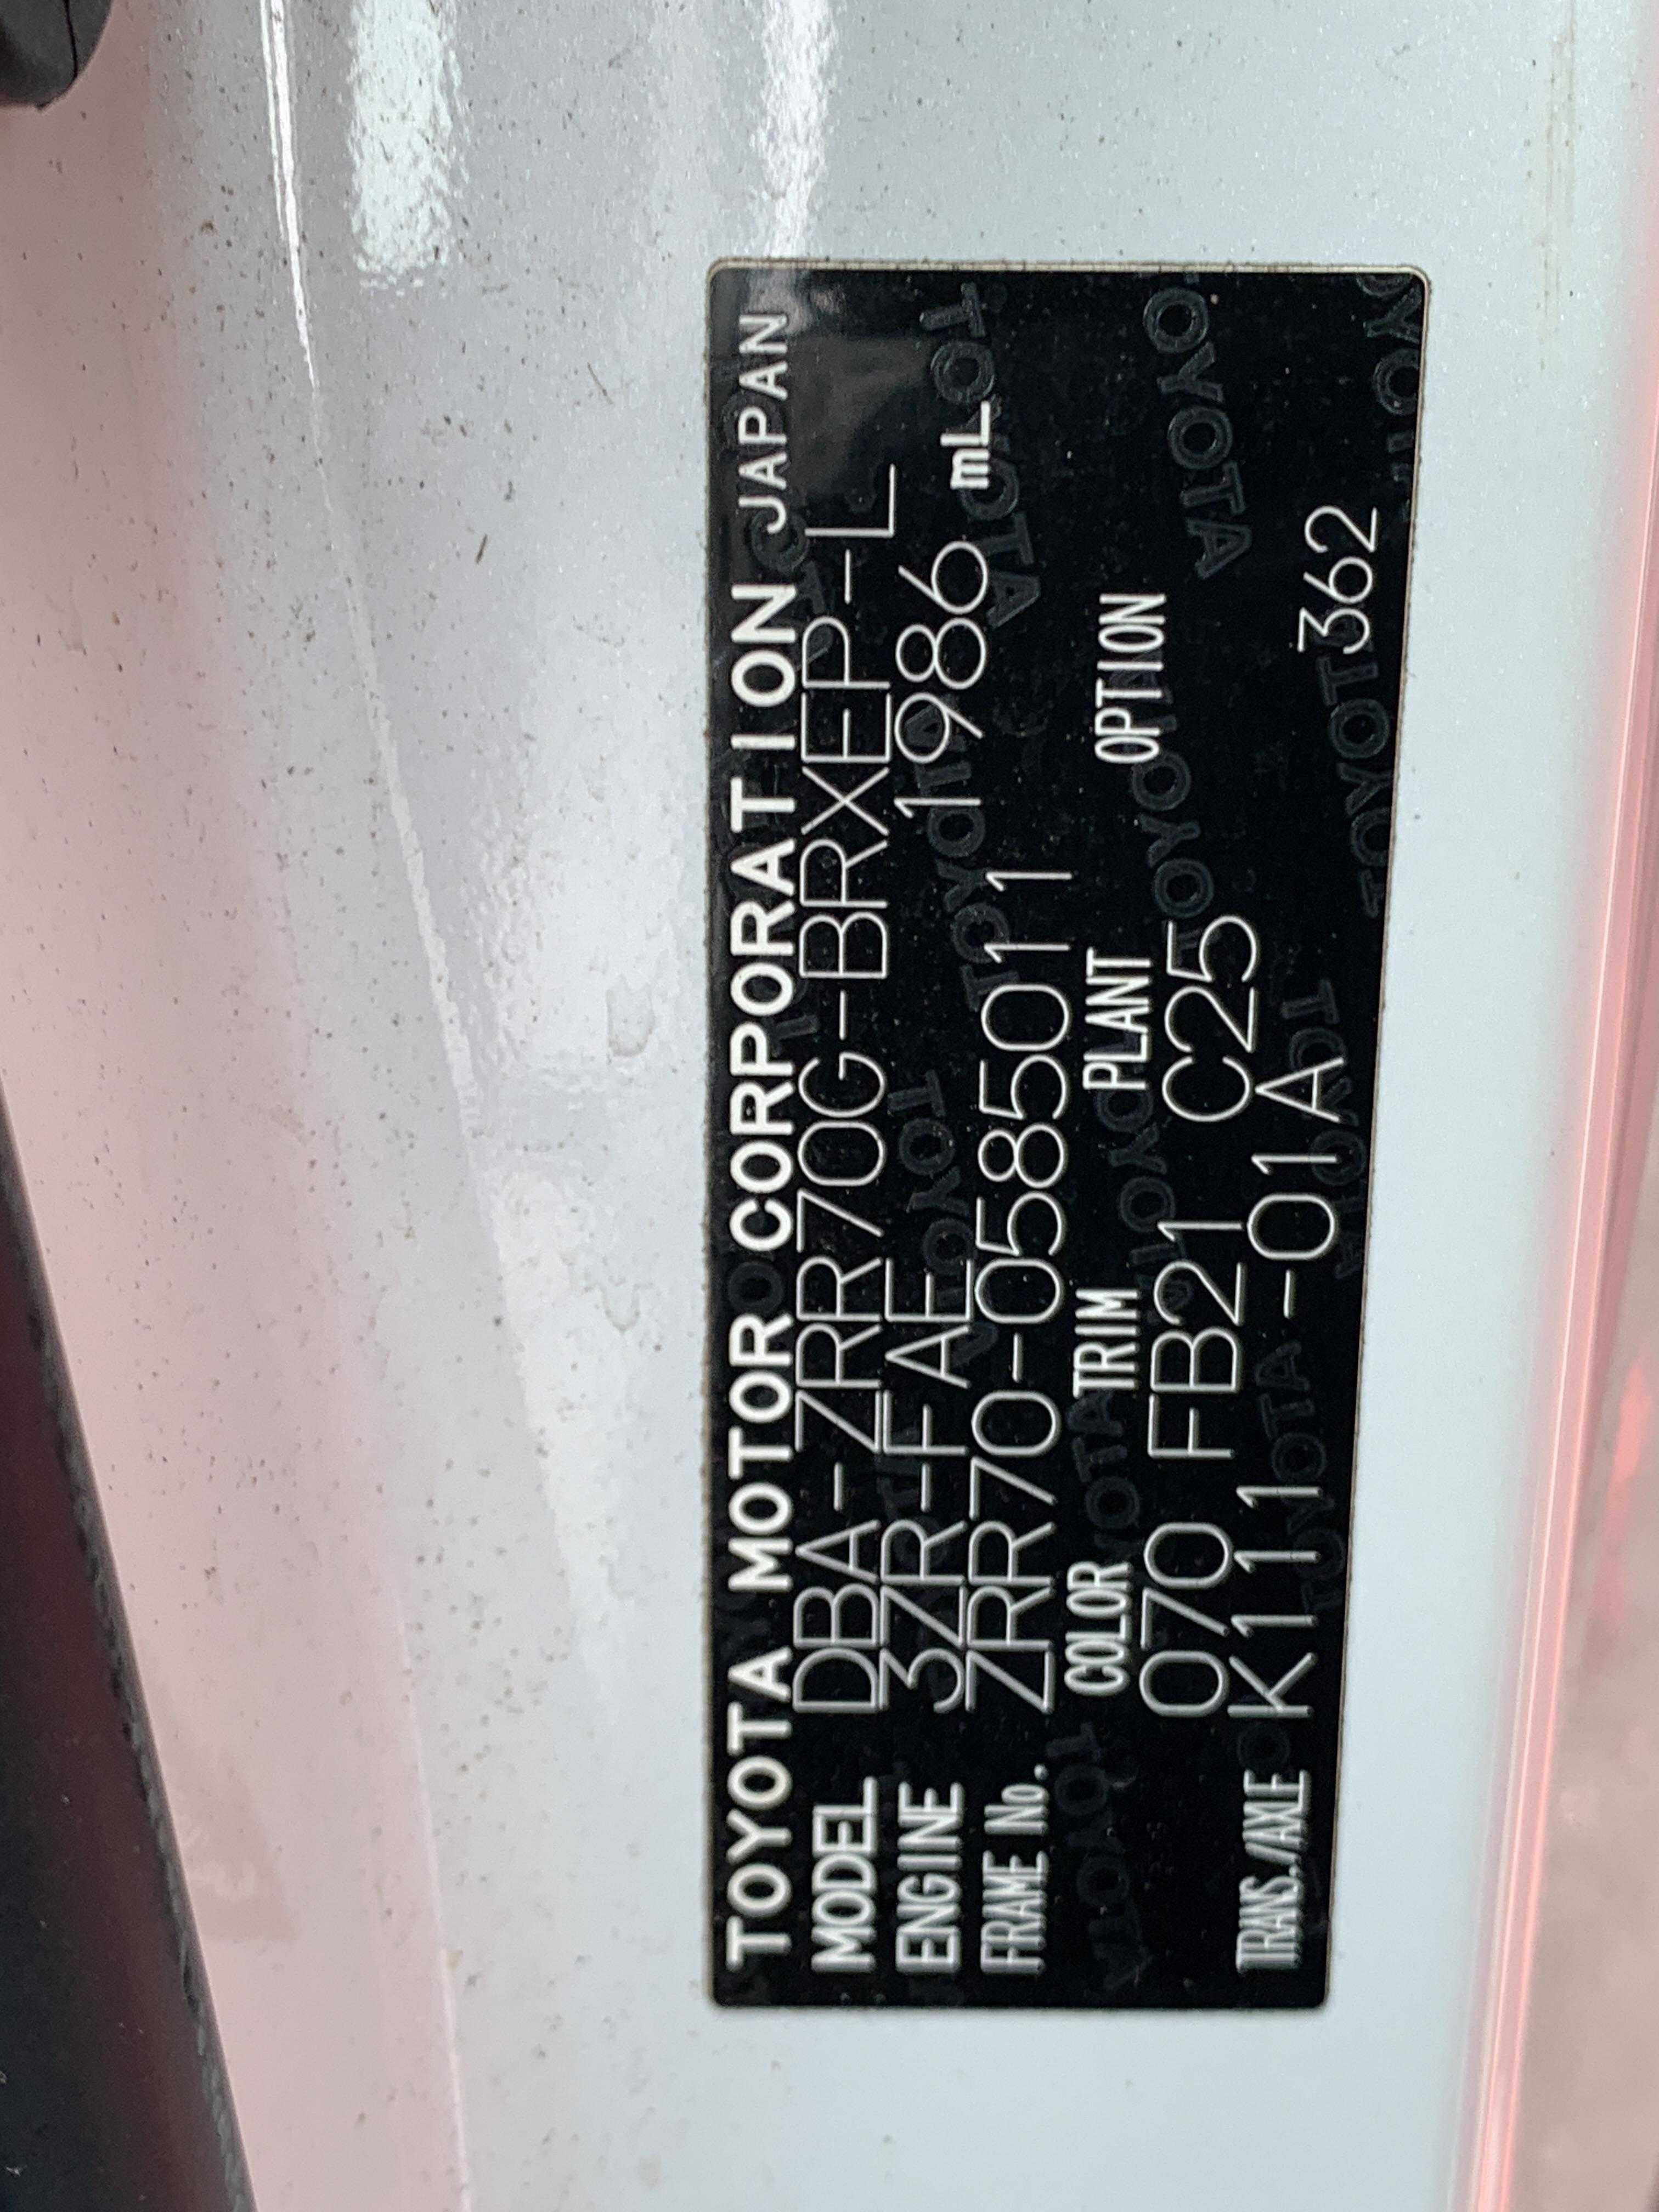 TOYOTA MOTOR CORPORATION JAPAN
MODEL DBA-ZRR70G-BRXEP-L
ENGINE 3ZR-FAE 1986 mL
FRAME No. ZRR70-0585011
COLOR TRIM PLANT OPTION
070 FB21 C25
TRANS./AXLE K111 -01A 362